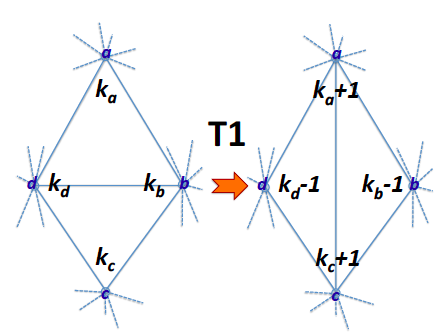 a
k_a
T1
d k_d k_b b
k_c
c
a
k_a+1
d k_d-1 k_b-1 b
k_c+1
c